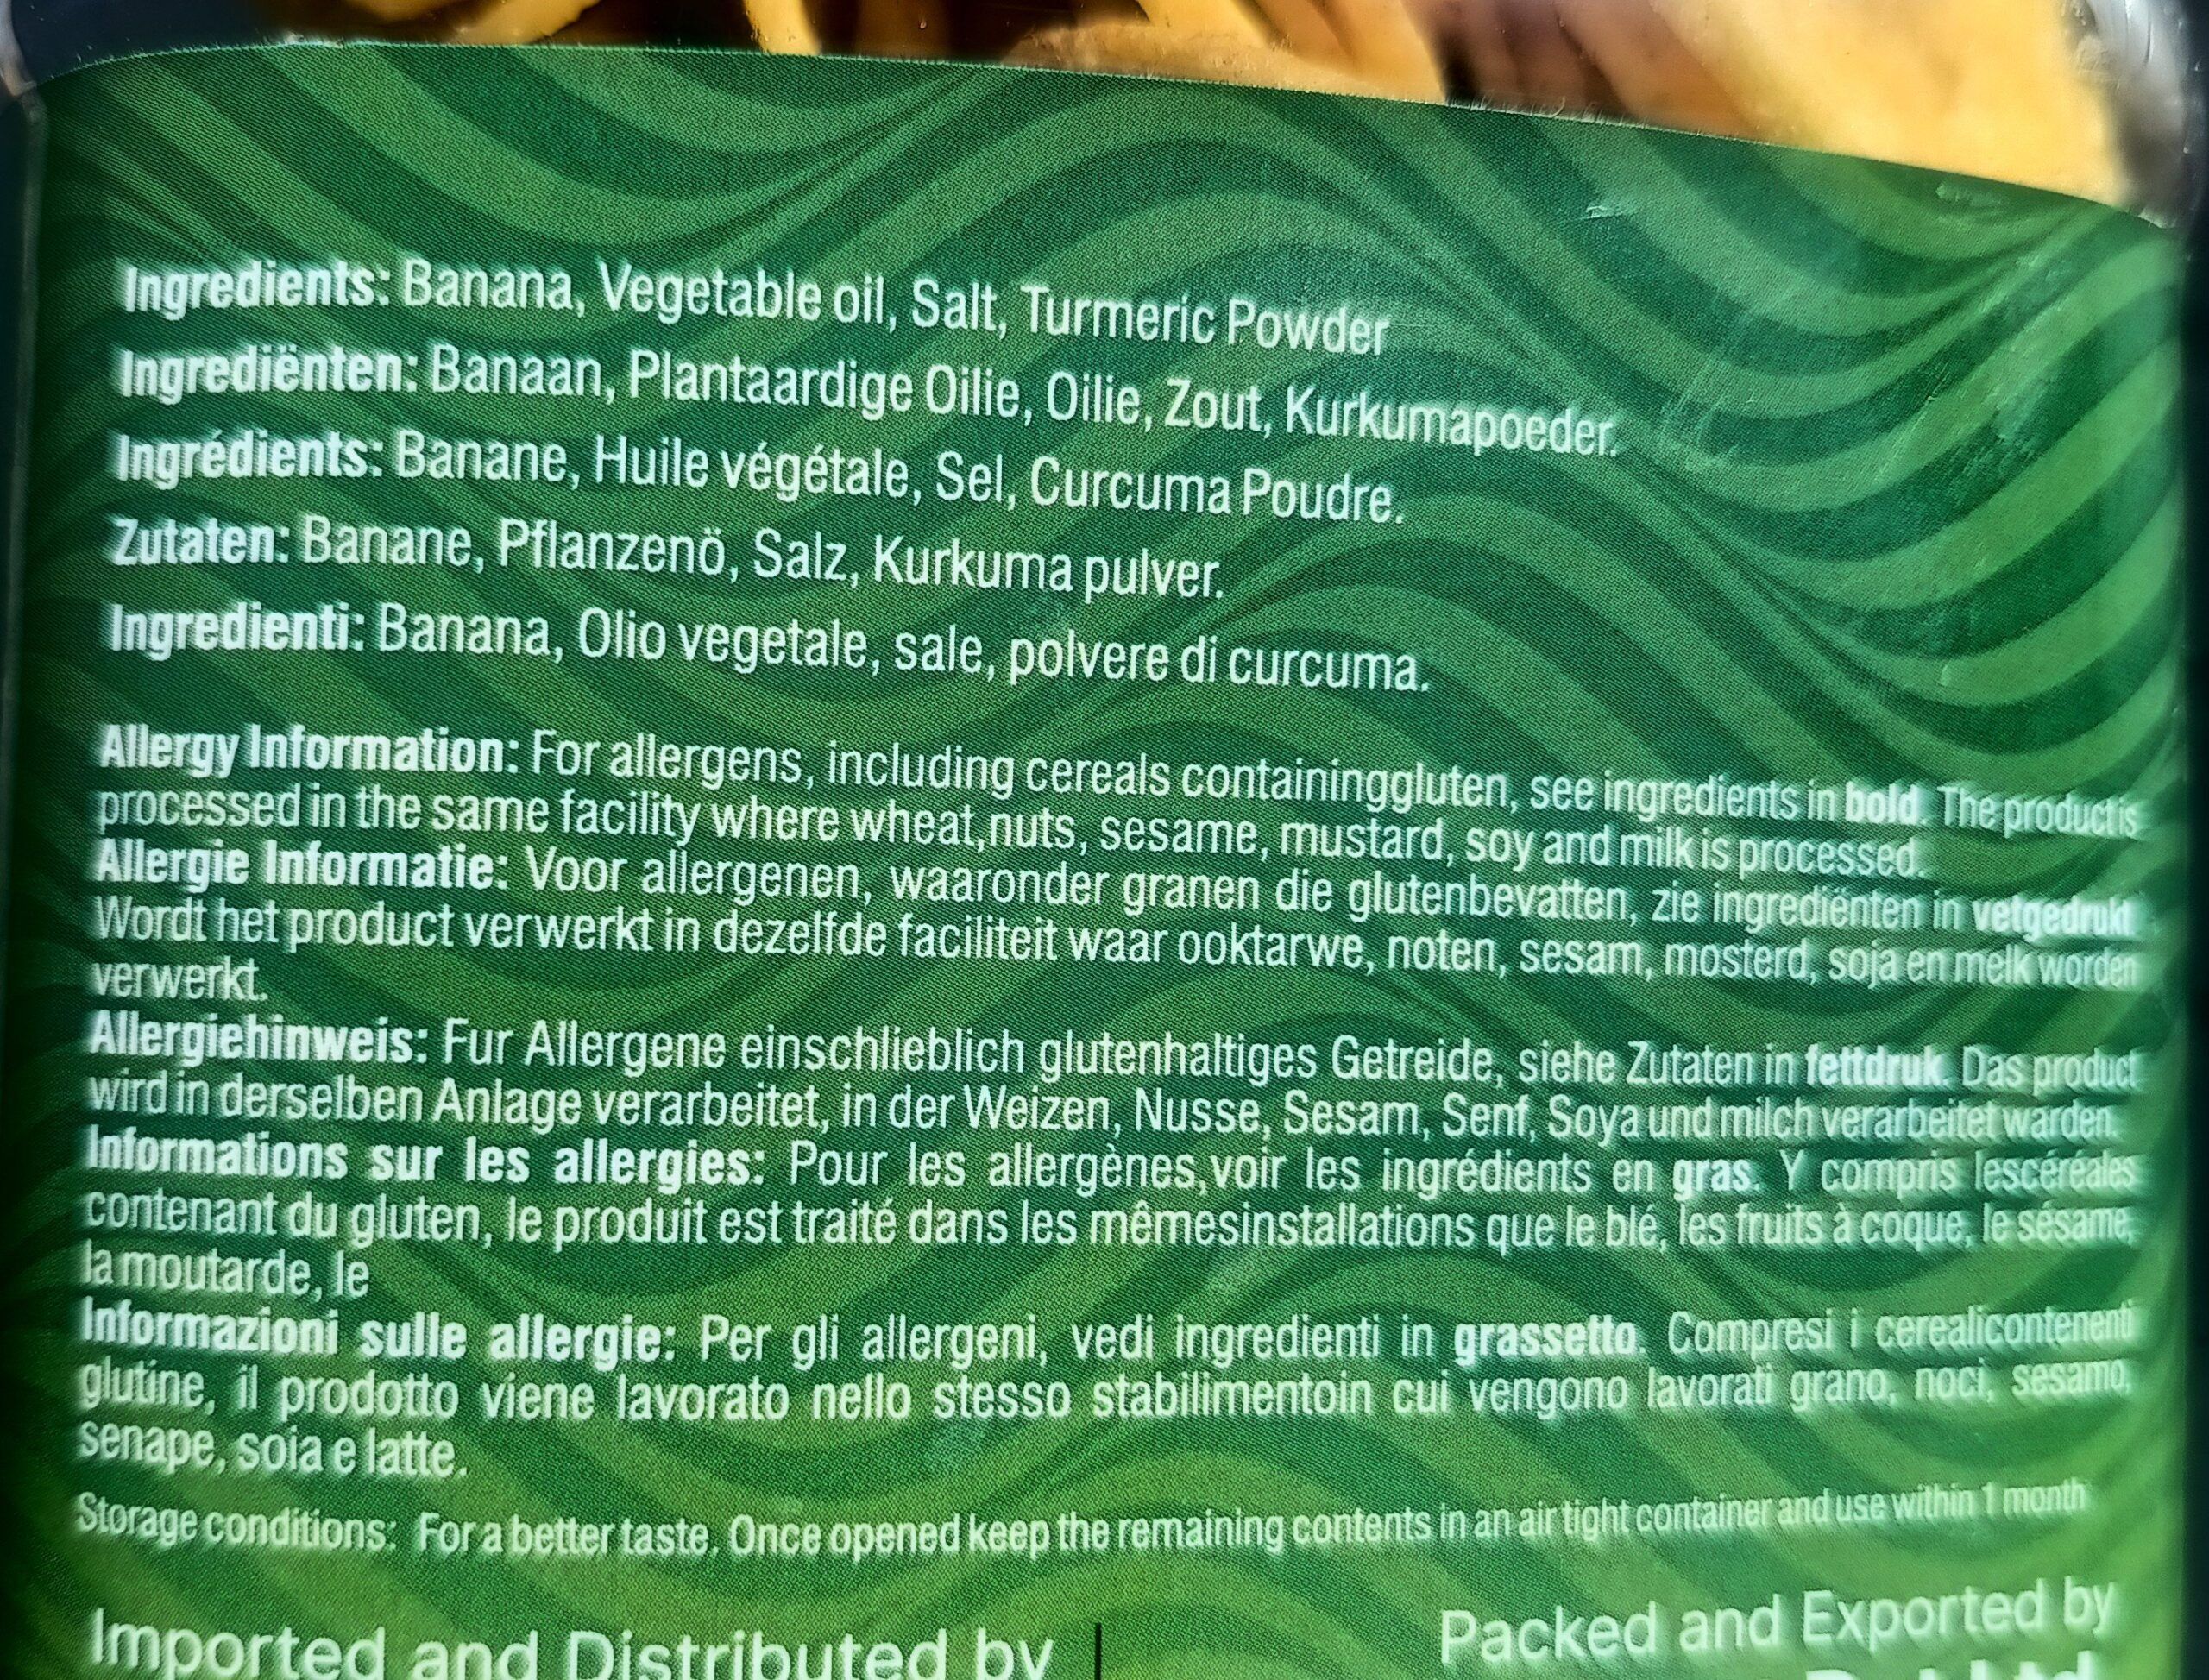 Ingredients: Banana, Vegetable oil, Salt, Turmeric Powder
Ingrediënten: Banaan, Plantaardige Oilie, Oilie, Zout, Kurkumapoeder.
Ingrédients: Banane, Huile végétale, Sel, Curcuma Poudre.
Zutaten: Banane, Pflanzenö, Salz, Kurkuma pulver.
Ingredienti: Banana, Olio vegetale, sale, polvere di curcuma.
Allergy Information: For allergens, including cereals containinggluten, see ingredients in bold. The product is
processed in the same facility where wheat,nuts, sesame, mustard, soy and milk is processed.
Allergie Informatie: Voor allergenen, waaronder granen die glutenbevatten, zie ingrediënten in vetgedrukt.
Wordt het product verwerkt in dezelfde faciliteit waar ooktarwe, noten, sesam, mosterd, soja en melk worden
verwerkt.
Allergiehinweis: Fur Allergene einschlieblich glutenhaltiges Getreide, siehe Zutaten in fettdruk. Das product
wird in derselben Anlage verarbeitet, in der Weizen, Nusse, Sesam, Senf, Soya und milch verarbeitet warden.
Informations sur les allergies: Pour les allergènes,voir les ingrédients en gras. Y compris lescéréales
contenant du gluten, le produit est traité dans les mêmesinstallations que le blé, les fruits à coque, le sésame,
la moutarde, le
Informazioni sulle allergie: Per gli allergeni, vedi ingredienti in grassetto. Compresi i cerealicontenenti
glutine, il prodotto viene lavorato nello stesso stabilimentoin cui vengono lavorati grano, noci, sesamo,
senape, soia e latte.
Storage conditions: For a better taste. Once opened keep the remaining contents in an air tight container and use within 1 month
Imported and Distributed by
Packed and Exported by